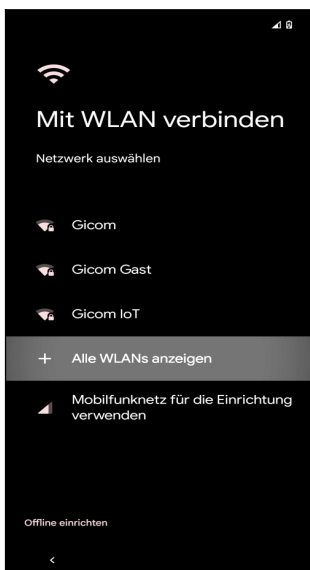 Mit WLAN verbinden
Netzwerk auswählen
Gicom
Gicom Gast
Gicom IoT
Alle WLANs anzeigen
Mobilfunknetz für die Einrichtung
verwenden
Offline einrichten